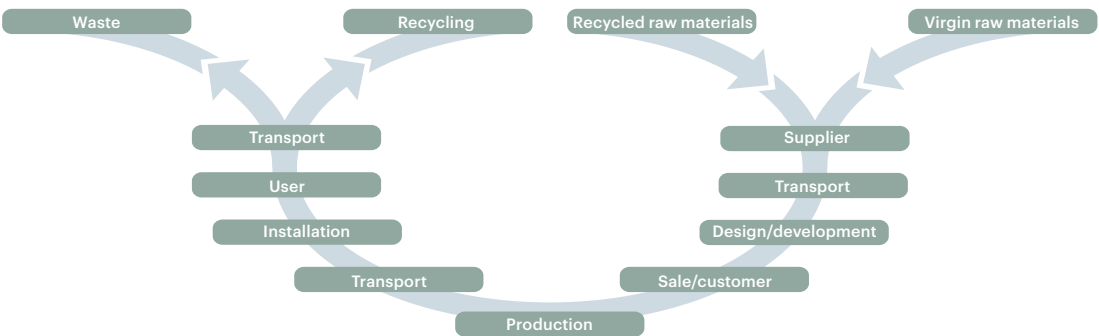 Waste
Recycling
Recycled raw materials
Virgin raw materials
Transport
Supplier
User
Transport
Installation
Design/development
Transport
Sale/customer
Production